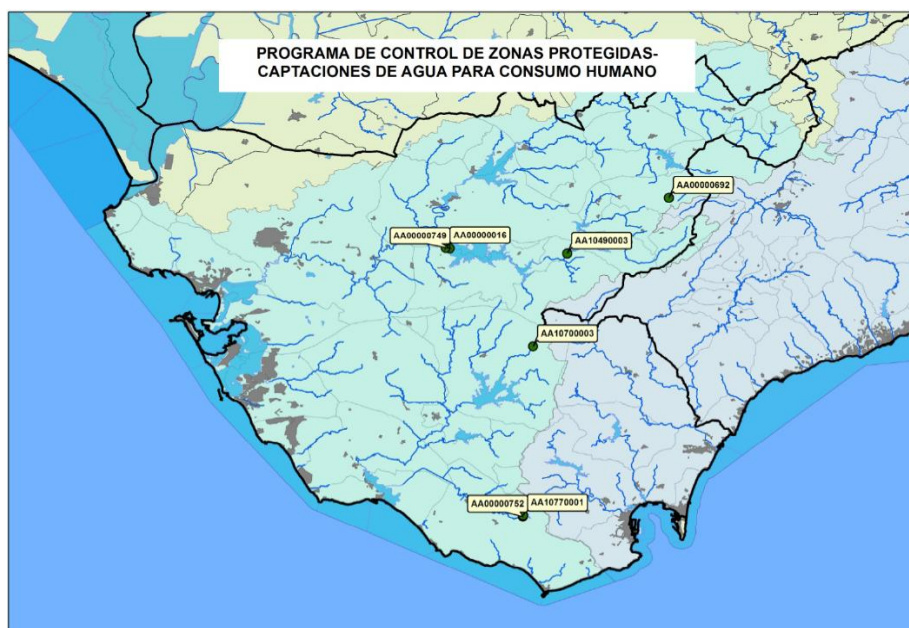 PROGRAMA DE CONTROL DE ZONAS PROTEGIDAS-
CAPTACIONES DE AGUA PARA CONSUMO HUMANO
AA00000692
AA00000749
AA00000016
AA10490003
AA10700003
AA00000752
AA10770001